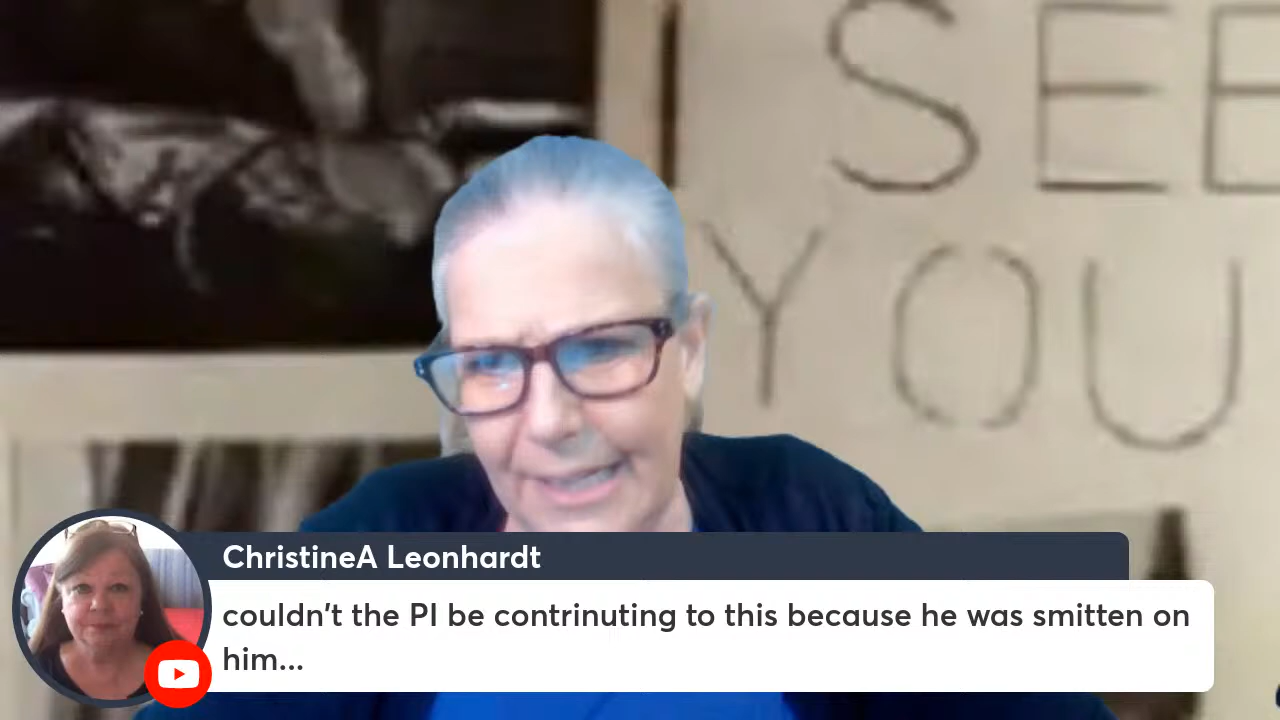 I SEE
YOU
ChristineA Leonhardt
couldn't the PI be contrinuting to this because he was smitten on
him...